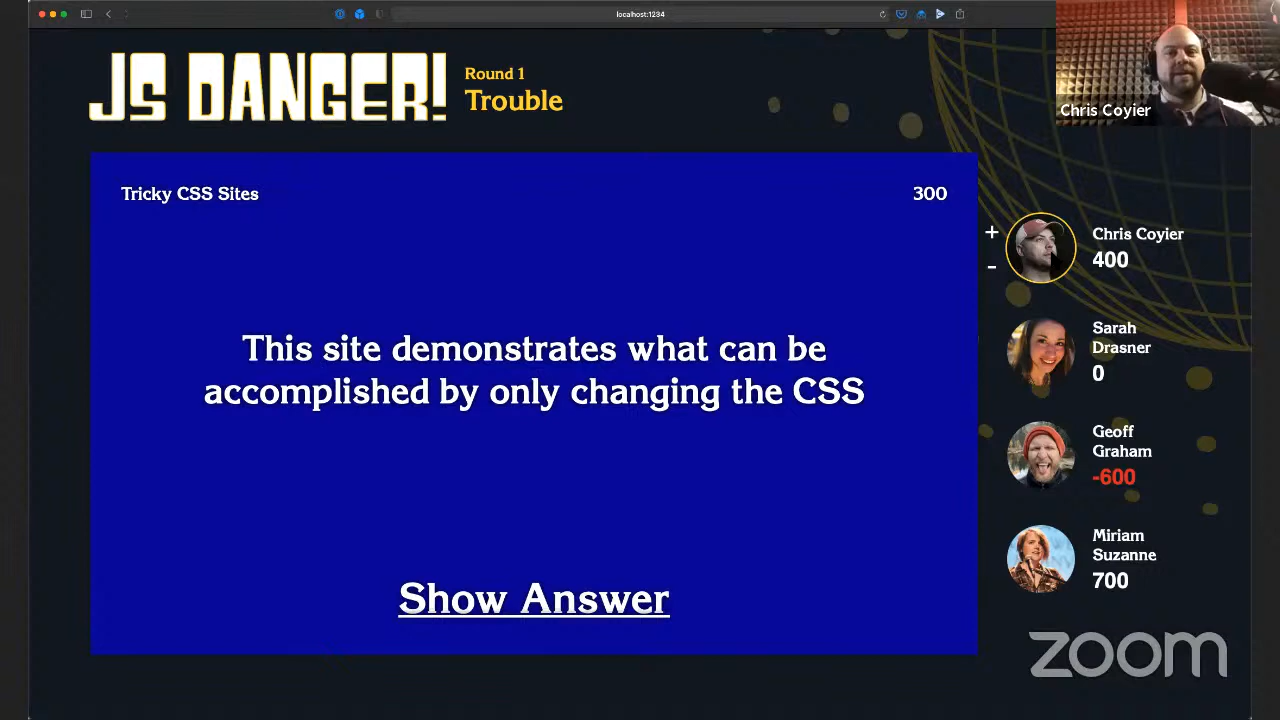 localhost:1234
JS DANGER!
Round 1
Trouble
Chris Coyier
Tricky CSS Sites
300
This site demonstrates what can be
accomplished by only changing the CSS
Show Answer
+
-
Chris Coyier
400
Sarah
Drasner
0
Geoff
Graham
-600
Miriam
Suzanne
700
zoom